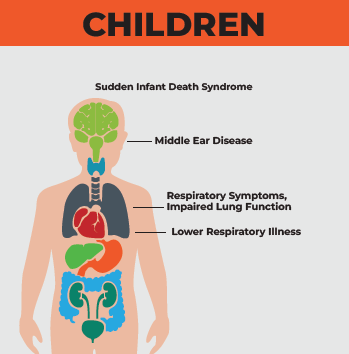 CHILDREN
Sudden Infant Death Syndrome
Middle Ear Disease
Respiratory Symptoms,
Impaired Lung Function
Lower Respiratory Illness